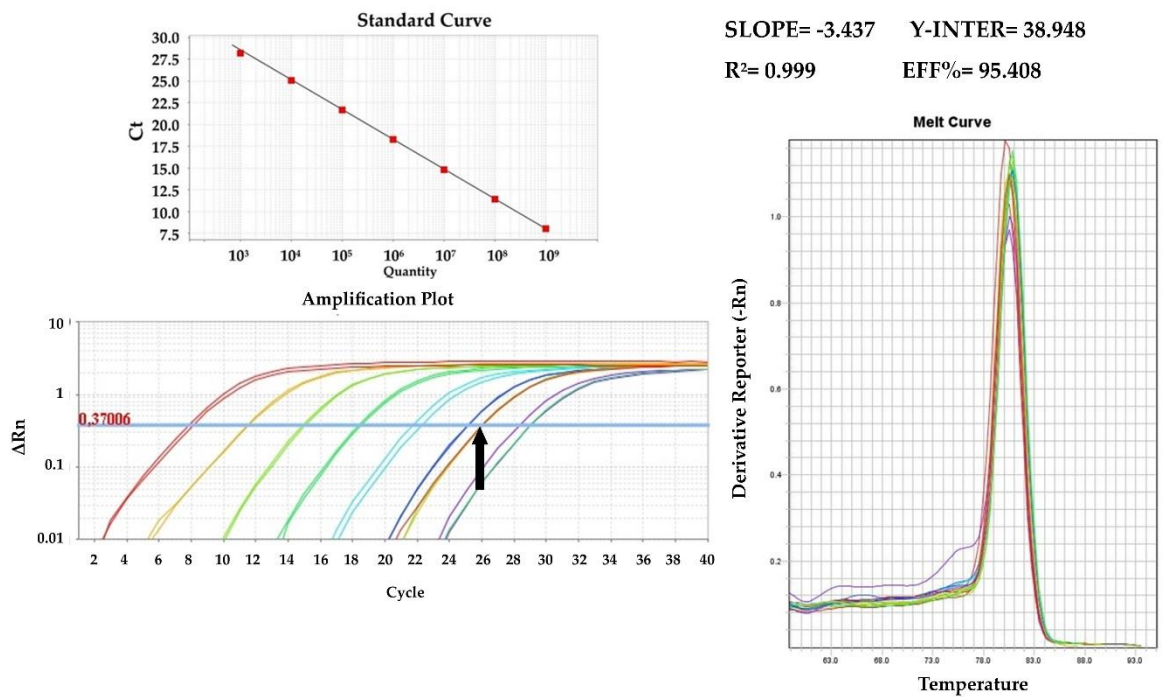 Standard Curve
30.0
27.5
25.0
22.5
20.0
17.5
15.0
12.5
10.0
7.5
Ct
10³ 10⁴ 10⁵ 10⁶ 10⁷ 10⁸ 10⁹
Quantity
SLOPE= -3.437 Y-INTER= 38.948
R²= 0.999 EFF%= 95.408
Amplification Plot
10
1
0,37006
0.1
0.01
ΔRn
2 4 6 8 10 12 14 16 18 20 22 24 26 28 30 32 34 36 38 40
Cycle
Melt Curve
1.0
0.8
0.6
0.4
0.2
Derivative Reporter (-Rn)
63.0 68.0 73.0 78.0 83.0 88.0 93.0
Temperature